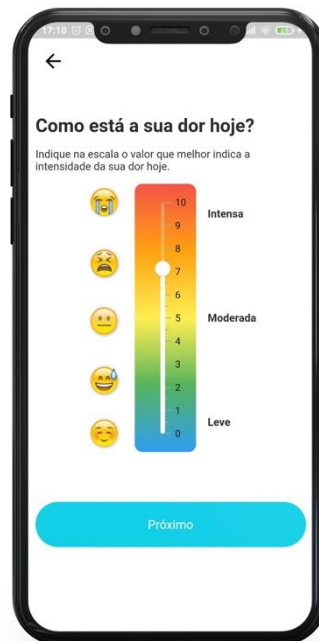 17:10
Como está a sua dor hoje?
Indique na escala o valor que melhor indica a
intensidade da sua dor hoje.
10
Intensa
9
8
7
6
5
Moderada
4
3
2
1
Leve
0
Próximo